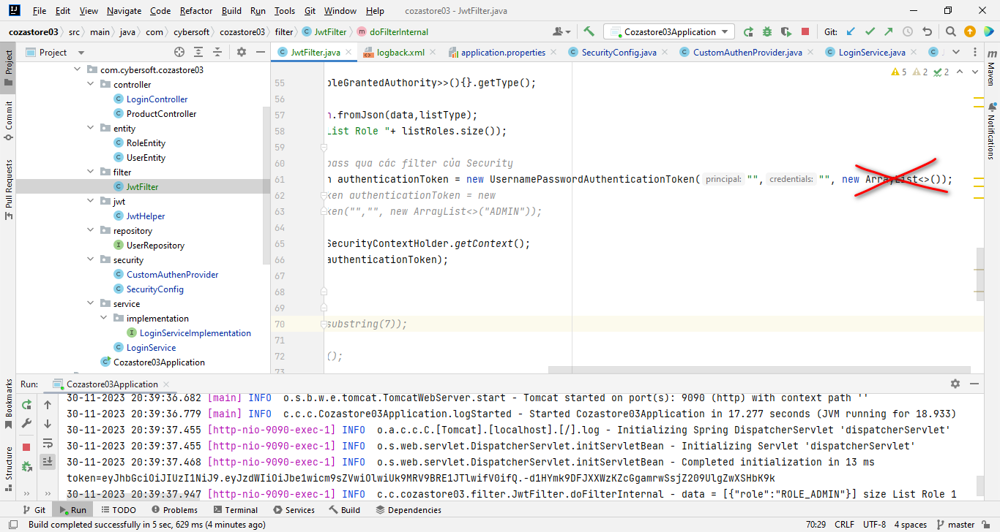 File Edit View Navigate Code Refactor Build Run Tools Git Window Help cozastore03 - JwtFilter.java
cozastore03 src main java com cybersoft cozastore03 filter JwtFilter doFilterInternal Cozastore03Application Git:
Project JwtFilter.java logback.xml application.properties SecurityConfig.java CustomAuthenProvider.java LoginService.java
Project
Commit
Pull Requests
Bookmarks
Structure
Maven
Notifications
com.cybersoft.cozastore03
controller
LoginController
ProductController
entity
RoleEntity
UserEntity
filter
JwtFilter
jwt
JwtHelper
repository
UserRepository
security
CustomAuthenProvider
SecurityConfig
service
implementation
LoginServiceImplementation
LoginService
Cozastore03Application
5 2 2
55 pleGrantedAuthority>>(){}.getType();
56
57 n.fromJson(data,listType);
58 List Role "+ listRoles.size());
59
60 pass qua các filter của Security
61 n authenticationToken = new UsernamePasswordAuthenticationToken( principal: "", credentials: "", new ArrayList<>());
62 ken authenticationToken = new
63 ken("","", new ArrayList<>("ADMIN"));
64
65 SecurityContextHolder.getContext();
66 authenticationToken);
67
68
69
70 substring(7));
71
72 ();
73
Run: Cozastore03Application
30-11-2023 20:39:36.682 [main] INFO o.s.b.w.e.tomcat.TomcatWebServer.start - Tomcat started on port(s): 9090 (http) with context path ''
30-11-2023 20:39:36.779 [main] INFO c.c.c.Cozastore03Application.logStarted - Started Cozastore03Application in 17.277 seconds (JVM running for 18.933)
30-11-2023 20:39:37.455 [http-nio-9090-exec-1] INFO o.a.c.c.C.[Tomcat].[localhost].[/].log - Initializing Spring DispatcherServlet 'dispatcherServlet'
30-11-2023 20:39:37.455 [http-nio-9090-exec-1] INFO o.s.web.servlet.DispatcherServlet.initServletBean - Initializing Servlet 'dispatcherServlet'
30-11-2023 20:39:37.468 [http-nio-9090-exec-1] INFO o.s.web.servlet.DispatcherServlet.initServletBean - Completed initialization in 13 ms
token=eyJhbGciOiJIUzI1NiJ9.eyJzdWIiOiJbe1wicm9sZVwiOlwiUk9MRV9BRE1JTlwifV0ifQ.-d1HYmk9DFJXXWzKZcGgamrwSsjZ209UlgZwXSHbK9k
30-11-2023 20:39:37.947 [http-nio-9090-exec-1] INFO c.c.cozastore03.filter.JwtFilter.doFilterInternal - data = [{"role":"ROLE_ADMIN"}] size List Role 1
Git Run TODO Problems Terminal Services Build Dependencies
Build completed successfully in 5 sec, 629 ms (4 minutes ago) 70:29 CRLF UTF-8 4 spaces master